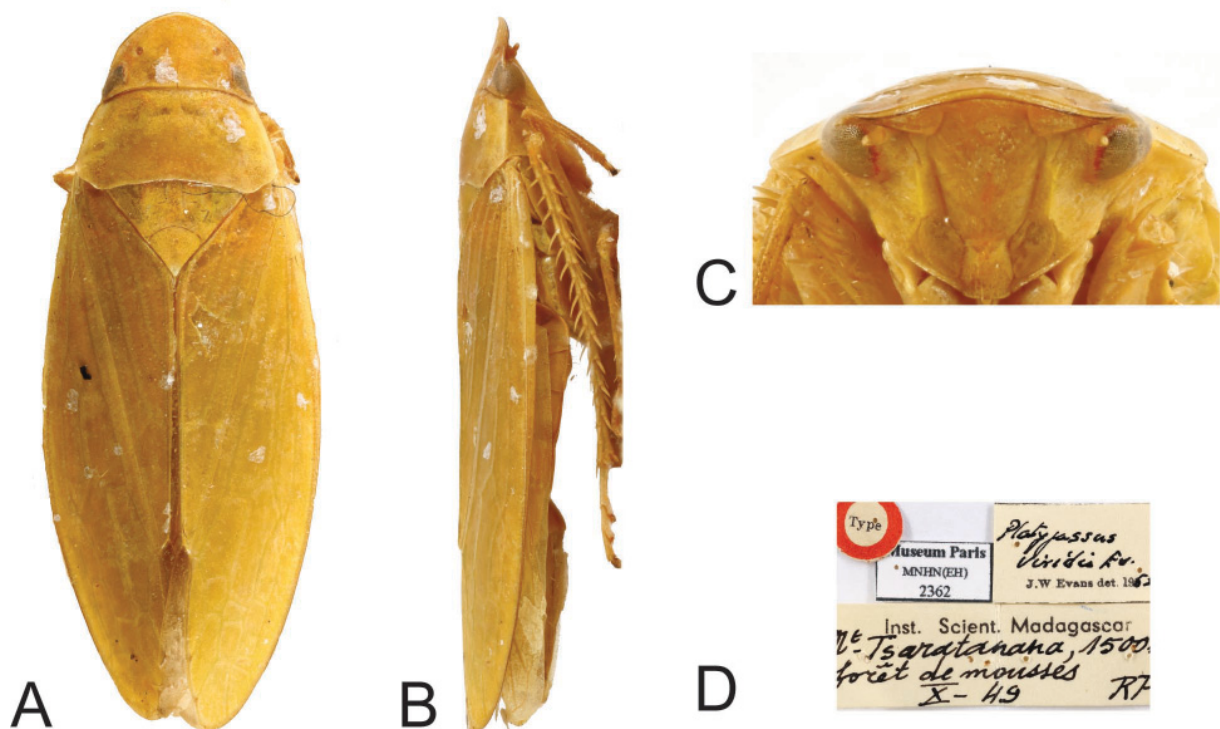 A
B
C
D
Type
Museum Paris
MNHN(EH)
2362
Platyjassus
viridis Ev.
J.W Evans det. 195
Inst. Scient. Madagascar
Mt. Tsaratanana, 1500
forêt de mousses
X - 49